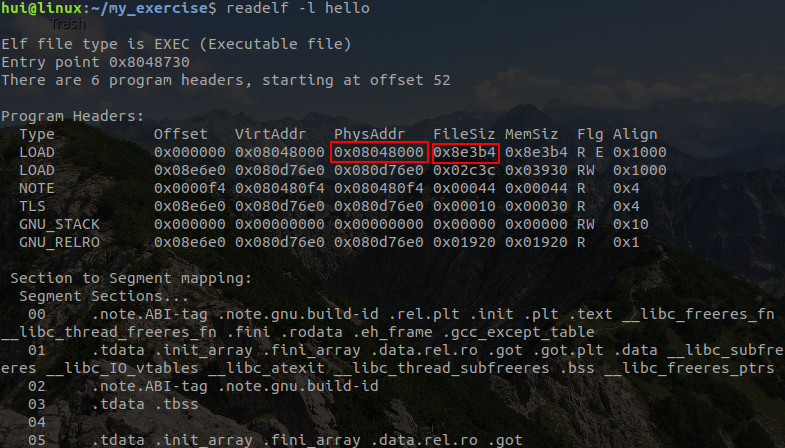 hui@linux:~/my_exercise$ readelf -l hello
Trash
Elf file type is EXEC (Executable file)
Entry point 0x8048730
There are 6 program headers, starting at offset 52
Program Headers:
  Type           Offset   VirtAddr   PhysAddr   FileSiz MemSiz  Flg Align
  LOAD           0x000000 0x08048000 0x08048000 0x8e3b4 0x8e3b4 R E 0x1000
  LOAD           0x08e6e0 0x080d76e0 0x080d76e0 0x02c3c 0x03930 RW  0x1000
  NOTE           0x0000f4 0x080480f4 0x080480f4 0x00044 0x00044 R   0x4
  TLS            0x08e6e0 0x080d76e0 0x080d76e0 0x00010 0x00030 R   0x4
  GNU_STACK      0x000000 0x00000000 0x00000000 0x00000 0x00000 RW  0x10
  GNU_RELRO      0x08e6e0 0x080d76e0 0x080d76e0 0x01920 0x01920 R   0x1
 Section to Segment mapping:
  Segment Sections...
   00     .note.ABI-tag .note.gnu.build-id .rel.plt .init .plt .text __libc_freeres_fn
__libc_thread_freeres_fn .fini .rodata .eh_frame .gcc_except_table
   01     .tdata .init_array .fini_array .data.rel.ro .got .got.plt .data __libc_subfre
eres __libc_IO_vtables __libc_atexit __libc_thread_subfreeres .bss __libc_freeres_ptrs
   02     .note.ABI-tag .note.gnu.build-id
   03     .tdata .tbss
   04
   05     .tdata .init_array .fini_array .data.rel.ro .got